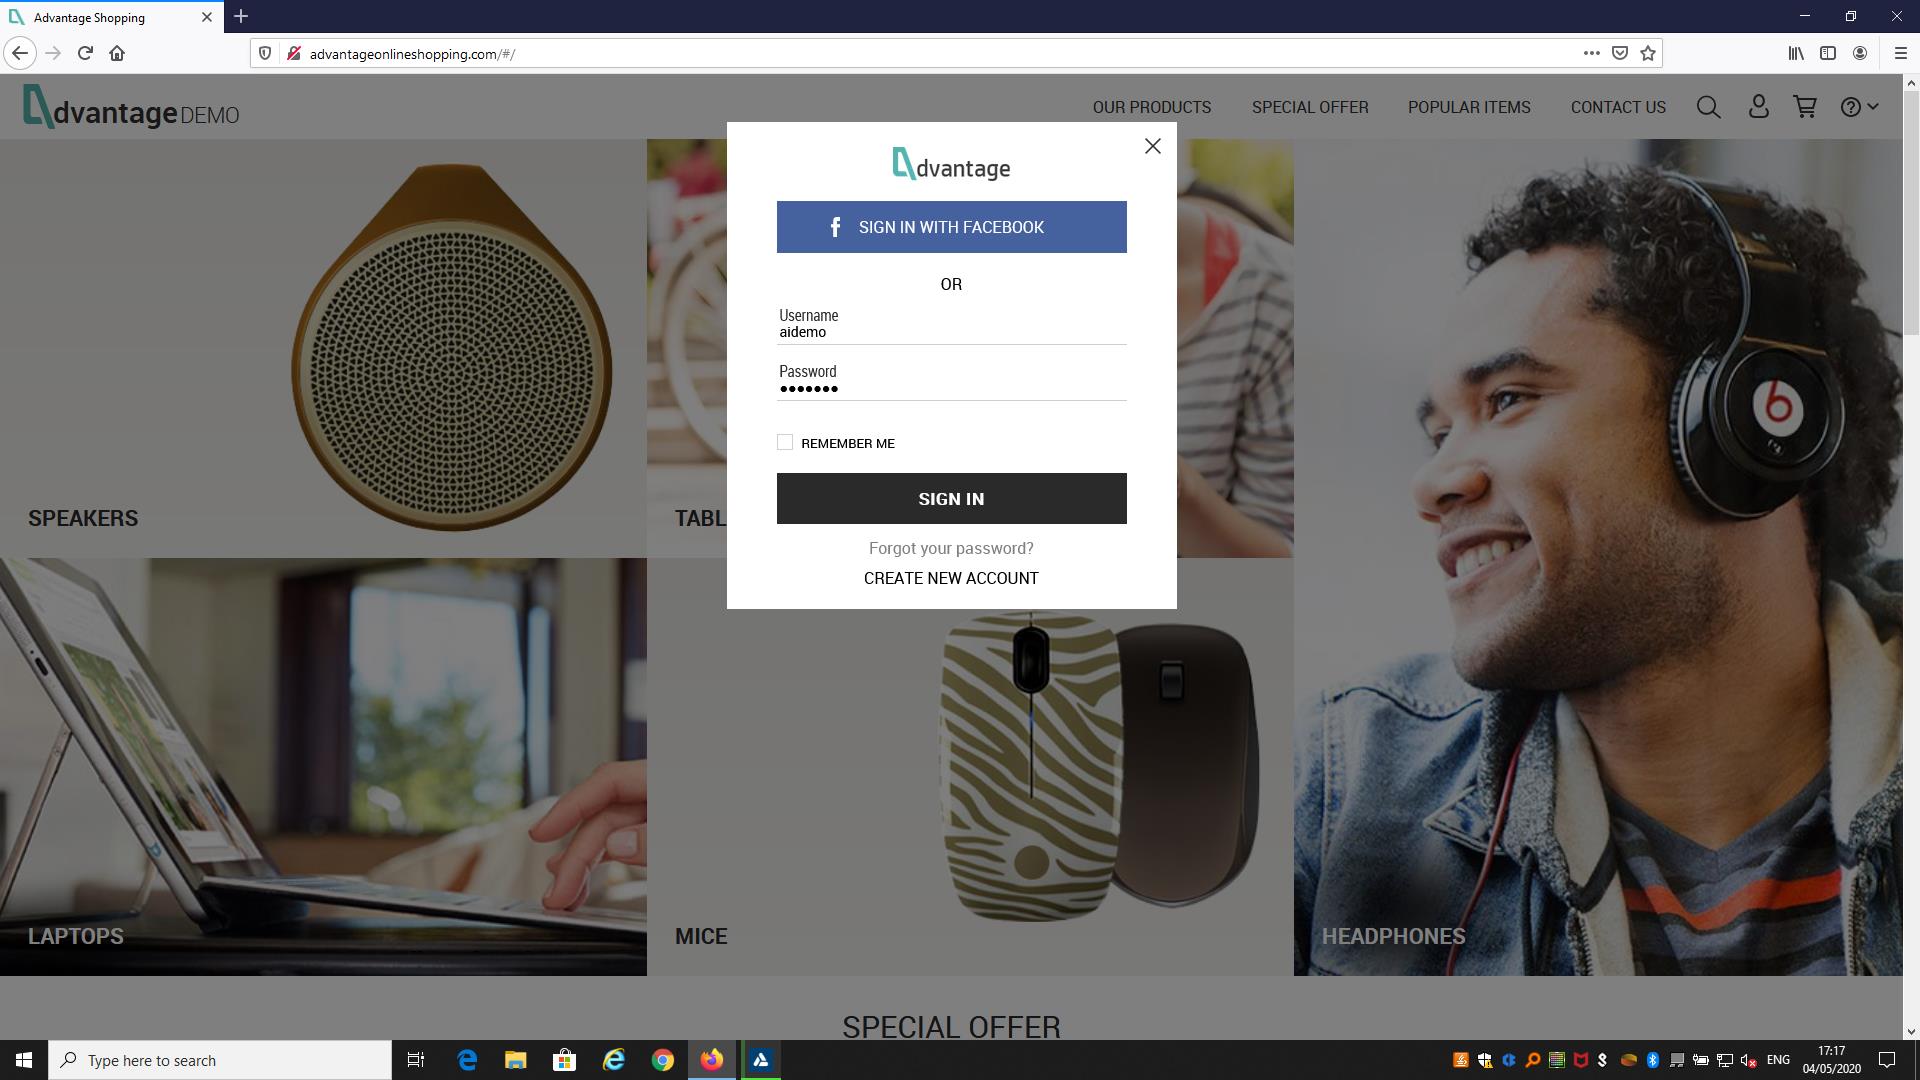 Advantage Shopping
advantageonlineshopping.com/#/
dvantage DEMO
OUR PRODUCTS
SPECIAL OFFER
POPULAR ITEMS
CONTACT US
dvantage
SIGN IN WITH FACEBOOK
OR
Username
aidemo
Password
•••••••
REMEMBER ME
SIGN IN
Forgot your password?
CREATE NEW ACCOUNT
SPEAKERS
TABL
LAPTOPS
MICE
HEADPHONES
SPECIAL OFFER
Type here to search
ENG
17:17
04/05/2020